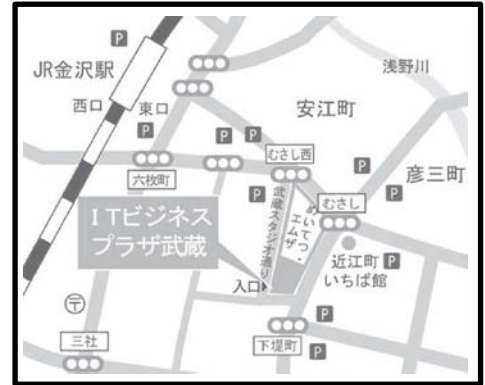 P
JR金沢駅
西口
東口
浅野川
安江町
P
P
P
むさし西
P
彦三町
P
六枚町
P
むさし
ITビジネス
プラザ武蔵
武蔵スタジオ通り
めいてつ・
エムザ
近江町
いちば館
P
入口
〒
三社
下堤町
P
P
P